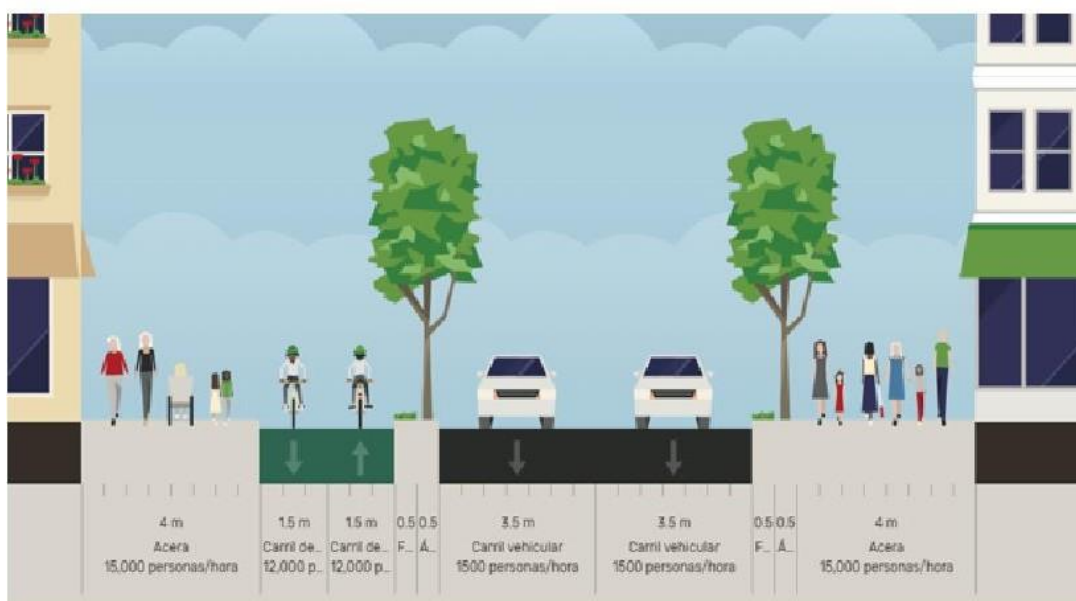 4 m
Acera
15,000 personas/hora
1.5 m
Carril de...
12,000 p...
1.5 m
Carril de...
12,000 p...
0.5
F...
0.5
Á...
3.5 m
Carril vehicular
1500 personas/hora
3.5 m
Carril vehicular
1500 personas/hora
0.5
F...
0.5
Á...
4 m
Acera
15,000 personas/hora